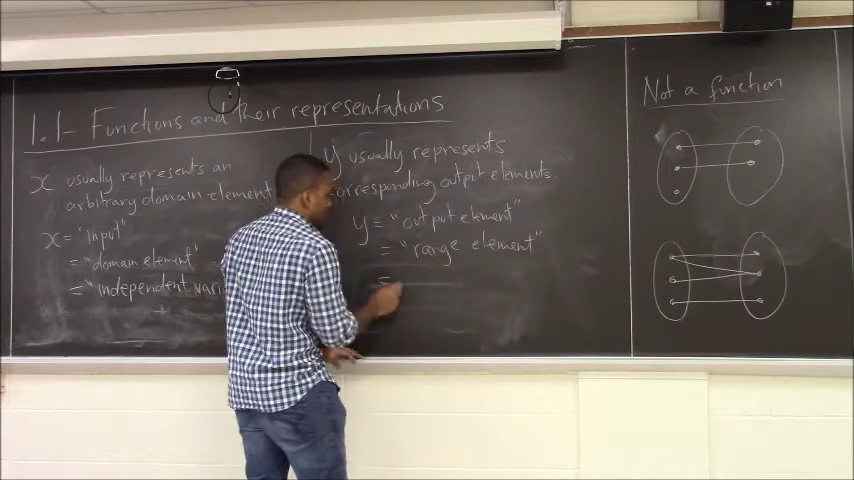 1.1- Functions and their representations
x usually represents an
arbitrary domain element
x = "input"
= "domain element"
= "independent
y usually represents
corresponding output elements.
y = "output element"
= "range element"
=
Not a function